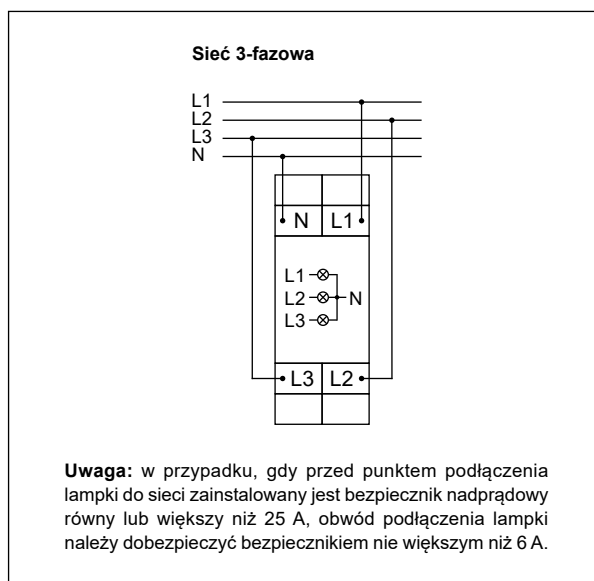 Sieć 3-fazowa
L1
L2
L3
N
N L1
L1
L2 N
L3
L3 L2
Uwaga: w przypadku, gdy przed punktem podłączenia
lampki do sieci zainstalowany jest bezpiecznik nadprądowy
równy lub większy niż 25 A, obwód podłączenia lampki
należy dobezpieczyć bezpiecznikiem nie większym niż 6 A.